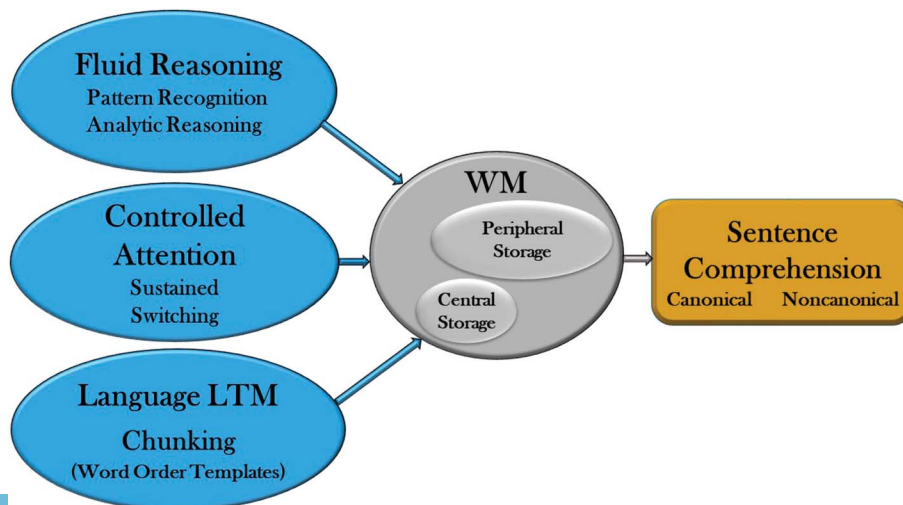 Fluid Reasoning
Pattern Recognition
Analytic Reasoning
Controlled
Attention
Sustained
Switching
Language LTM
Chunking
(Word Order Templates)
WM
Peripheral
Storage
Central
Storage
Sentence
Comprehension
Canonical Noncanonical